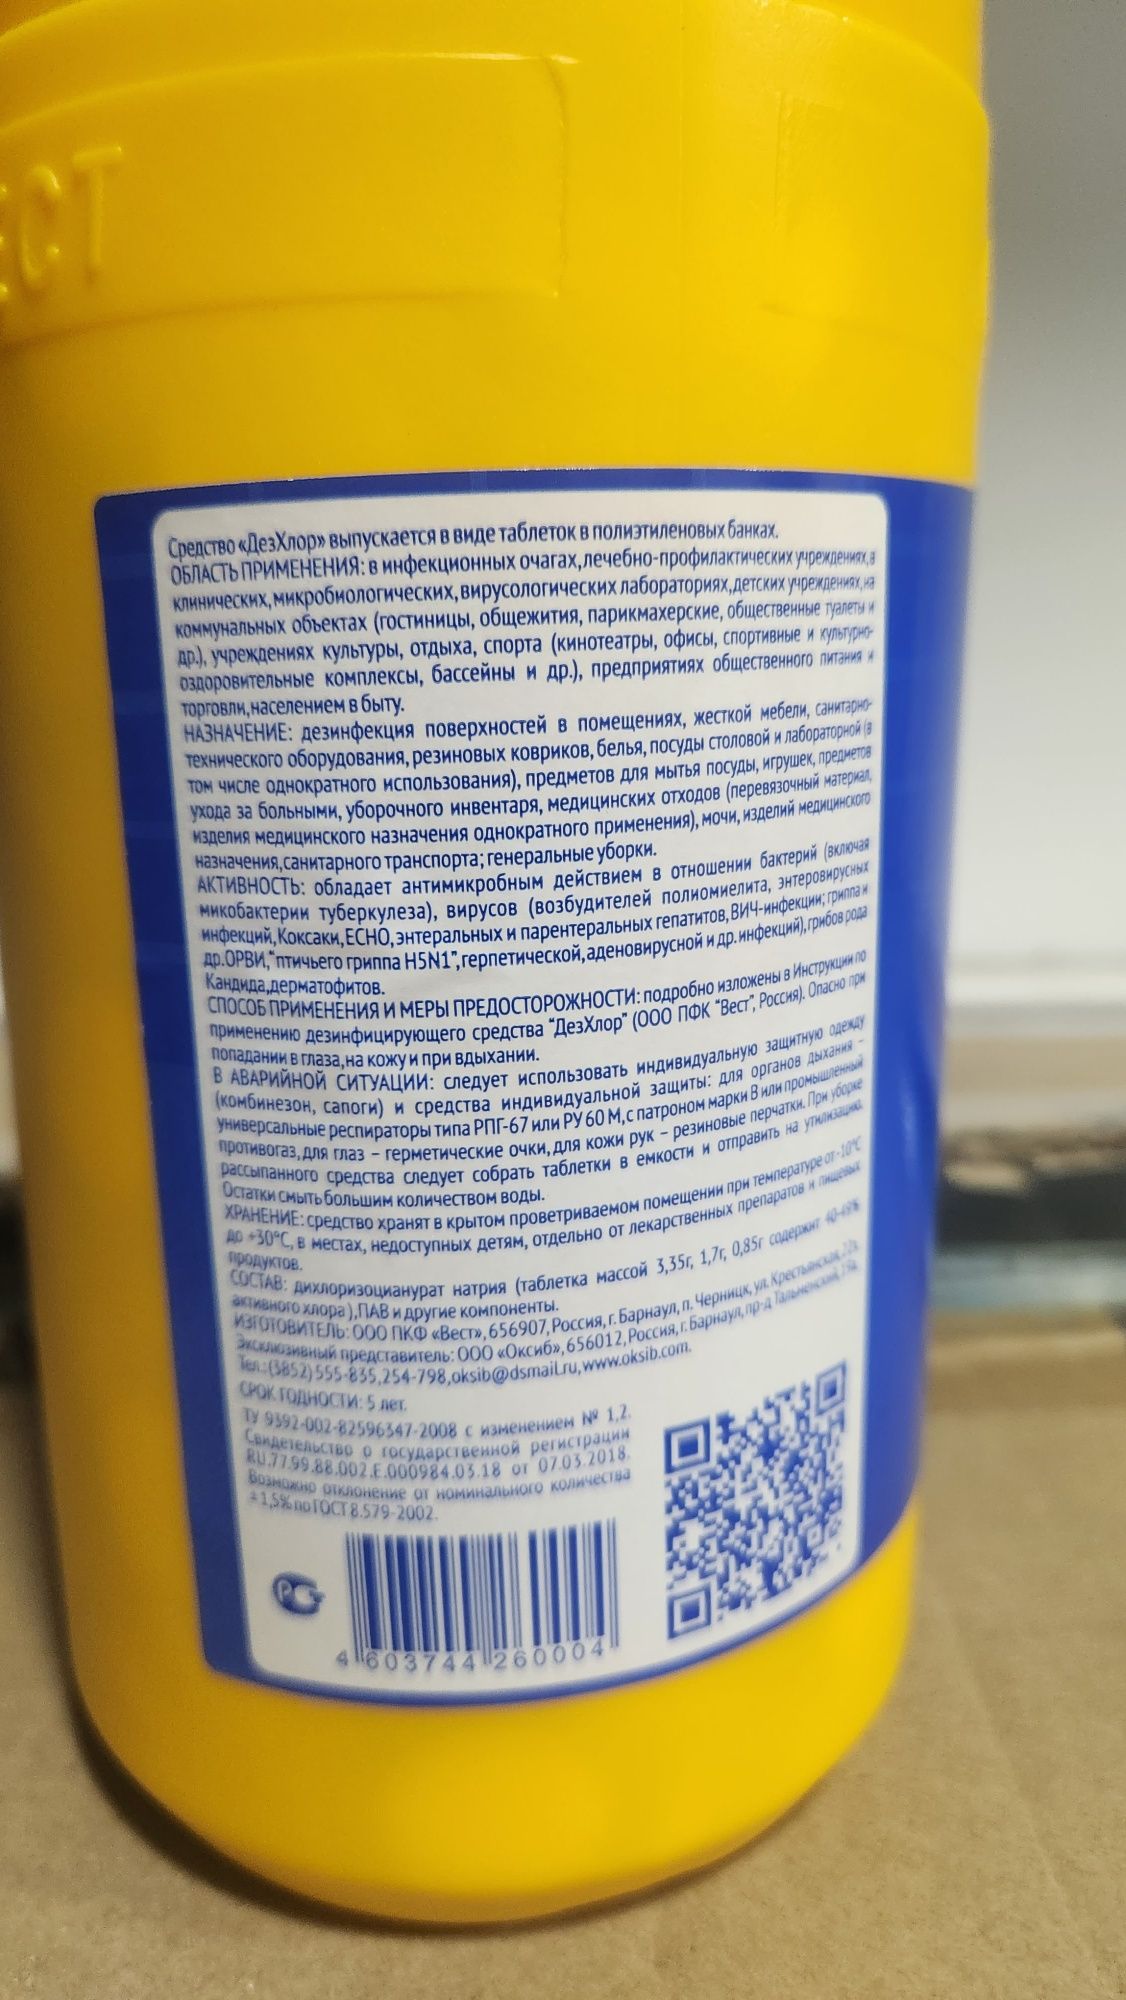 ЕСТ
Средство «ДезХлор» выпускается в виде таблеток в полиэтиленовых банках.
ОБЛАСТЬ ПРИМЕНЕНИЯ: в инфекционных очагах, лечебно-профилактических учреждениях, в
клинических, микробиологических, вирусологических лабораториях, детских учреждениях, на
коммунальных объектах (гостиницы, общежития, парикмахерские, общественные туалеты и
др.), учреждениях культуры, отдыха, спорта (кинотеатры, офисы, спортивные и культурно-
оздоровительные комплексы, бассейны и др.), предприятиях общественного питания и
торговли, населением в быту.
НАЗНАЧЕНИЕ: дезинфекция поверхностей в помещениях, жесткой мебели, санитарно-
технического оборудования, резиновых ковриков, белья, посуды столовой и лабораторной (в
том числе однократного использования), предметов для мытья посуды, игрушек, предметов
ухода за больными, уборочного инвентаря, медицинских отходов (перевязочный материал,
изделия медицинского назначения однократного применения), мочи, изделий медицинского
назначения, санитарного транспорта; генеральные уборки.
АКТИВНОСТЬ: обладает антимикробным действием в отношении бактерий (включая
микобактерии туберкулеза), вирусов (возбудителей полиомиелита, энтеровирусных
инфекций, Коксаки, ECHO, энтеральных и парентеральных гепатитов, ВИЧ-инфекции; гриппа и
др. ОРВИ, "птичьего гриппа H5N1", герпетической, аденовирусной и др. инфекций), грибов рода
Кандида, дерматофитов.
СПОСОБ ПРИМЕНЕНИЯ И МЕРЫ ПРЕДОСТОРОЖНОСТИ: подробно изложены в Инструкции по
применению дезинфицирующего средства "ДезХлор" (ООО ПФК "Вест", Россия). Опасно при
попадании в глаза, на кожу и при вдыхании.
В АВАРИЙНОЙ СИТУАЦИИ: следует использовать индивидуальную защитную одежду
(комбинезон, сапоги) и средства индивидуальной защиты: для органов дыхания –
универсальные респираторы типа РПГ-67 или РУ 60 М, с патроном марки В или промышленный
противогаз, для глаз – герметические очки, для кожи рук – резиновые перчатки. При уборке
рассыпанного средства следует собрать таблетки в емкости и отправить на утилизацию.
Остатки смыть большим количеством воды.
ХРАНЕНИЕ: средство хранят в крытом проветриваемом помещении при температуре от -10°С
до +30°С, в местах, недоступных детям, отдельно от лекарственных препаратов и пищевых
продуктов.
СОСТАВ: дихлоризоцианурат натрия (таблетка массой 3,35г, 1,7г, 0,85г содержит 40-49%
активного хлора), ПАВ и другие компоненты.
ИЗГОТОВИТЕЛЬ: ООО ПКФ «Вест», 656907, Россия, г. Барнаул, п. Черницк, ул. Крестьянская,
Эксклюзивный представитель: ООО «Оксиб», 656012, Россия, г. Барнаул, пр-д Тальменский,
Тел.: (3852) 555-835, 254-798, oksib@dsmail.ru, www.oksib.com.
СРОК ГОДНОСТИ: 5 лет.
ТУ 9392-002-82596347-2008 с изменением № 1,2.
Свидетельство о государственной регистрации
RU.77.99.88.002.Е.000984.03.18 от 07.03.2018.
Возможно отклонение от номинального количества
±1,5% по ГОСТ 8.579-2002.
4 603744 260004